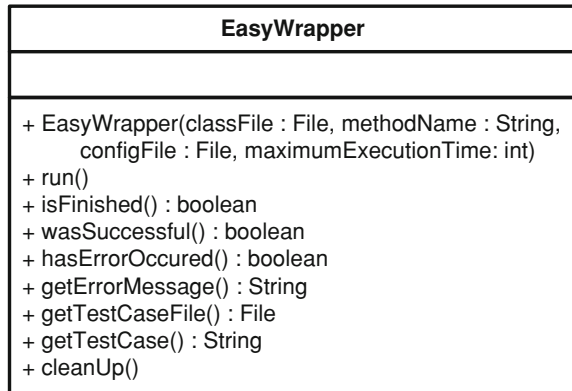 EasyWrapper
+ EasyWrapper(classFile : File, methodName : String,
configFile : File, maximumExecutionTime: int)
+ run()
+ isFinished() : boolean
+ wasSuccessful() : boolean
+ hasErrorOccured() : boolean
+ getErrorMessage() : String
+ getTestCaseFile() : File
+ getTestCase() : String
+ cleanUp()